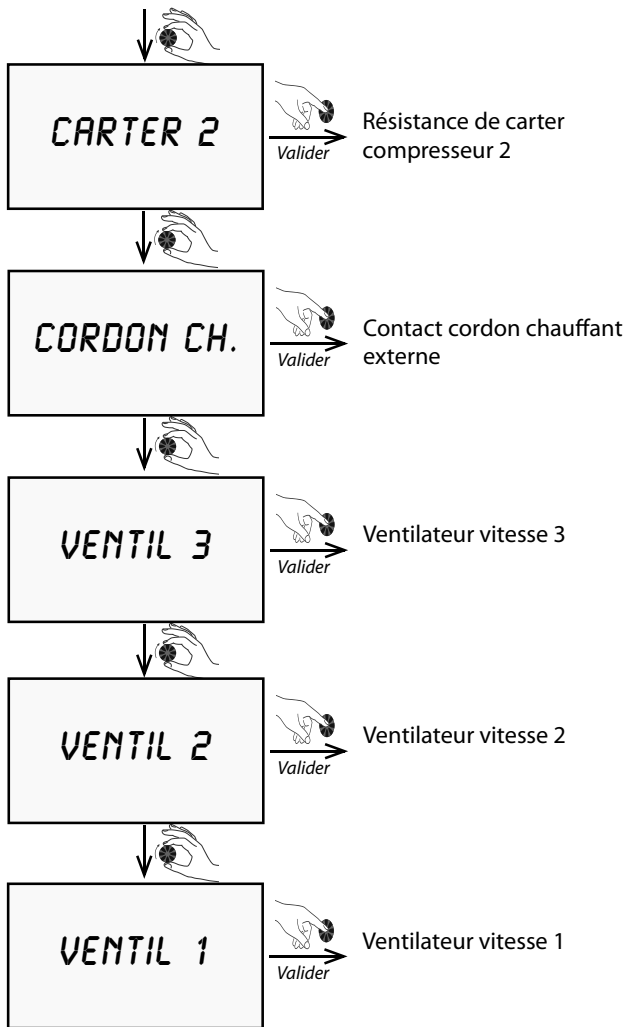 CARTER 2
Valider
Résistance de carter
compresseur 2
CORDON CH.
Valider
Contact cordon chauffant
externe
VENTIL 3
Valider
Ventilateur vitesse 3
VENTIL 2
Valider
Ventilateur vitesse 2
VENTIL 1
Valider
Ventilateur vitesse 1